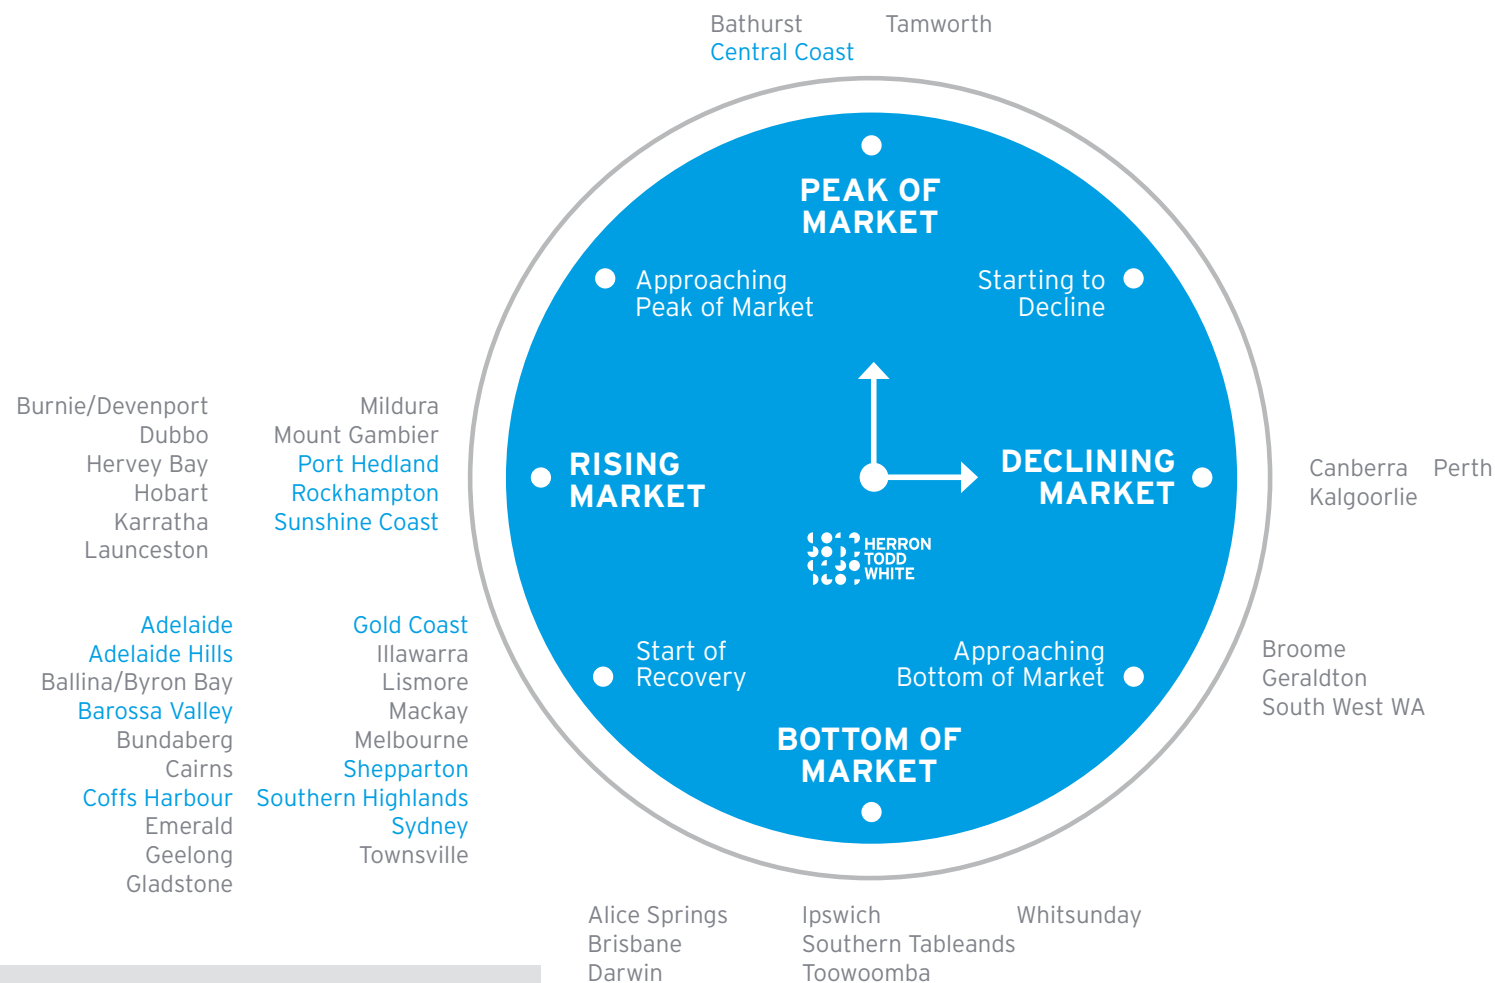 Bathurst Tamworth
Central Coast
PEAK OF
MARKET
Approaching
Peak of Market
Starting to
Decline
Burnie/Devenport Mildura
Dubbo Mount Gambier
Hervey Bay Port Hedland
Hobart Rockhampton
Karratha Sunshine Coast
Launceston
RISING
MARKET
DECLINING
MARKET
Canberra Perth
Kalgoorlie
HERRON
TODD
WHITE
Adelaide Gold Coast
Adelaide Hills Illawarra
Ballina/Byron Bay Lismore
Barossa Valley Mackay
Bundaberg Melbourne
Cairns Shepparton
Coffs Harbour Southern Highlands
Emerald Sydney
Geelong Townsville
Gladstone
Start of
Recovery
Approaching
Bottom of Market
Broome
Geraldton
South West WA
BOTTOM OF
MARKET
Alice Springs Ipswich Whitsunday
Brisbane Southern Tableands
Darwin Toowoomba